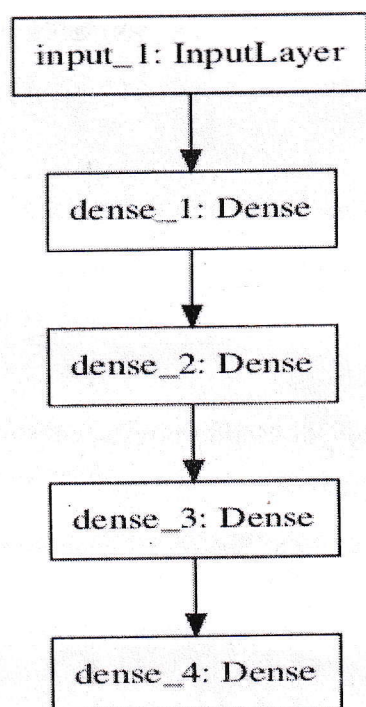 input_1: InputLayer
dense_1: Dense
dense_2: Dense
dense_3: Dense
dense_4: Dense